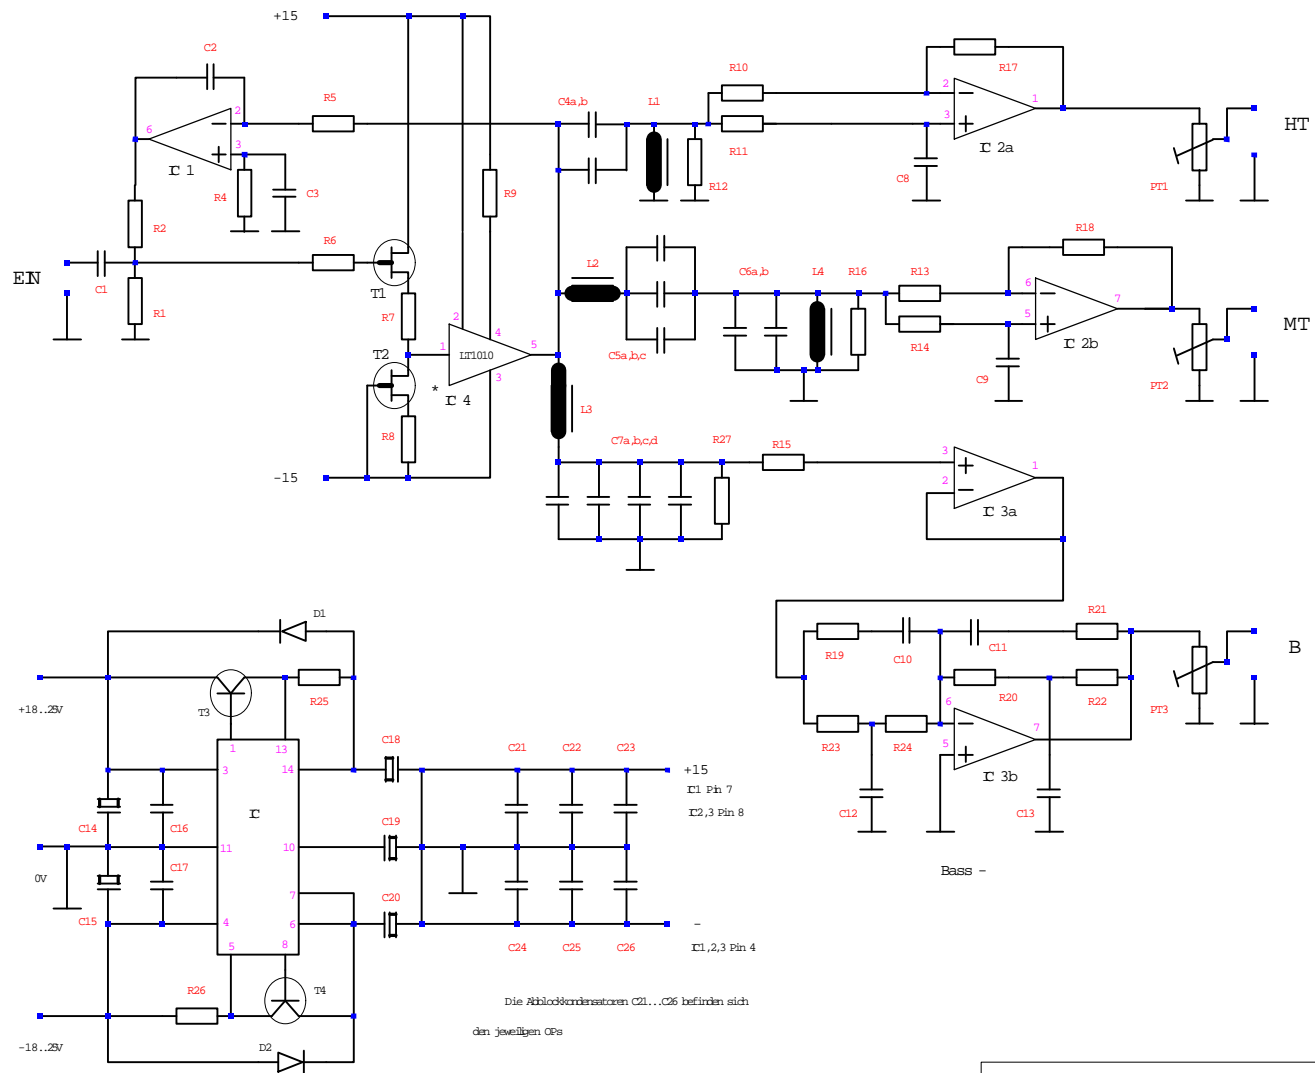 +15
C2
R5
C4a,b
L1
R10
R17
2
1
HT
6
2
3
3
IC 1
R4
C3
R9
R11
R12
C8
IC 2a
PT1
R2
R6
R18
EIN
C1
T1
L2
C6a,b
L4
R16
R13
6
7
R1
R7
2
4
5
MT
T2
1
LT1010
5
C5a,b,c
R14
C9
IC 2b
PT2
3
*
IC 4
L3
R8
C7a,b,c,d
R27
R15
3
1
-15
2
IC 3a
D1
R21
R19
C10
C11
B
R25
+18..25V
T3
R20
R22
PT3
6
7
R23
R24
5
IC 3b
C18
C21
C22
C23
1
13
3
14
+15
IC1 Pin 7
IC2,3 Pin 8
C14
C16
IC
C19
C12
C13
11
10
0V
C17
Bass -
7
C20
C15
4
6
-
5
8
C24
C25
C26
IC1,2,3 Pin 4
R26
T4
Die Abblockkondensatoren C21...C26 befinden sich
den jeweiligen OPs
-18..25V
D2